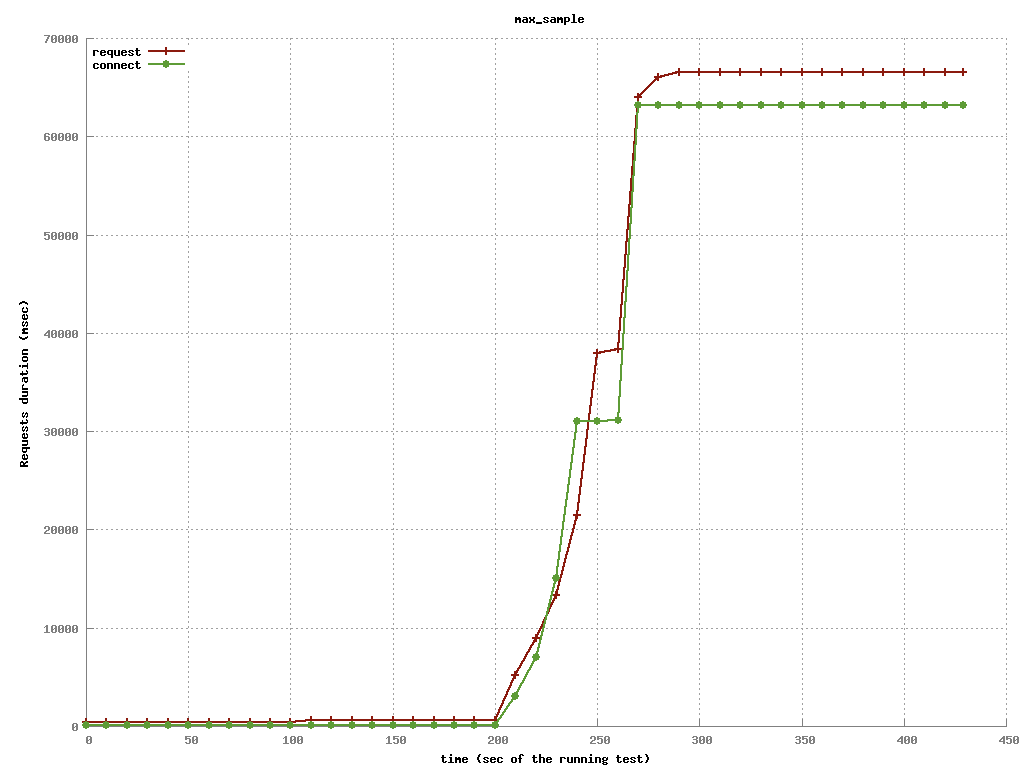 max_sample
request
connect
70000
60000
50000
40000
30000
20000
10000
0
Requests duration (msec)
0 50 100 150 200 250 300 350 400 450
time (sec of the running test)